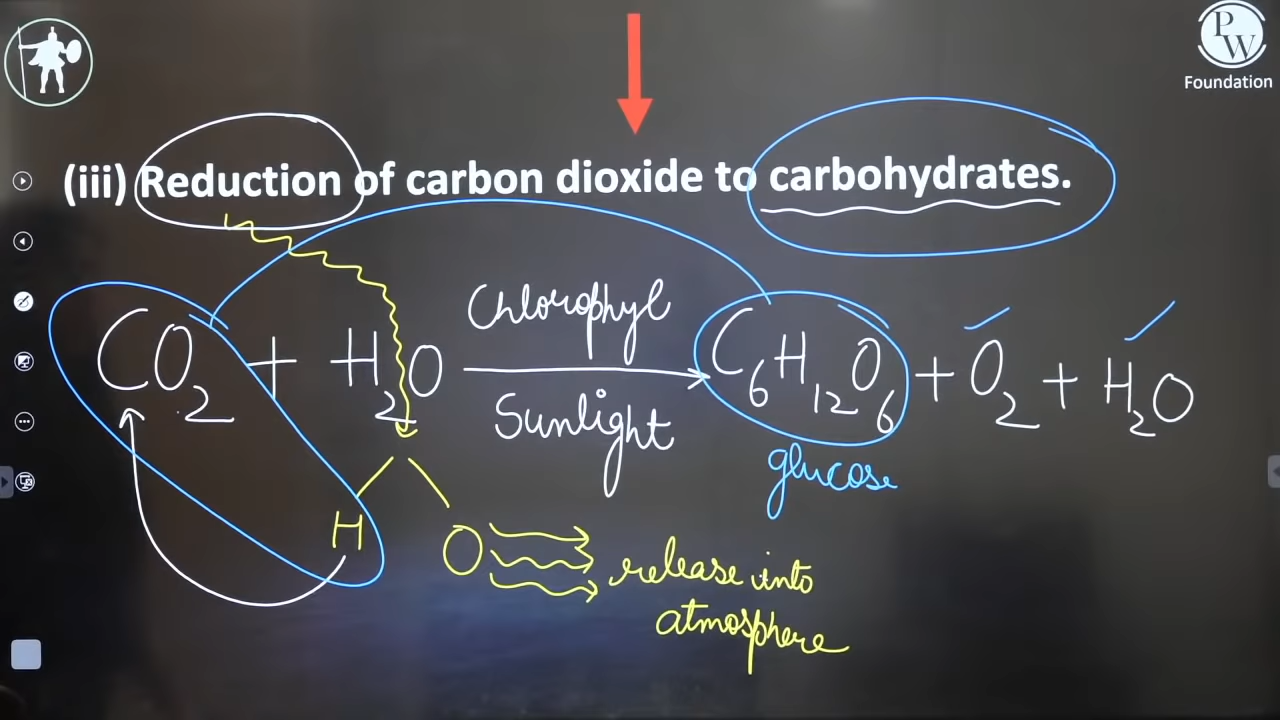 PW
Foundation
(iii) Reduction of carbon dioxide to carbohydrates.
CO₂ + H₂O Chlorophyl Sunlight C₆H₁₂O₆ + O₂ + H₂O
glucose
H O release into
atmosphere